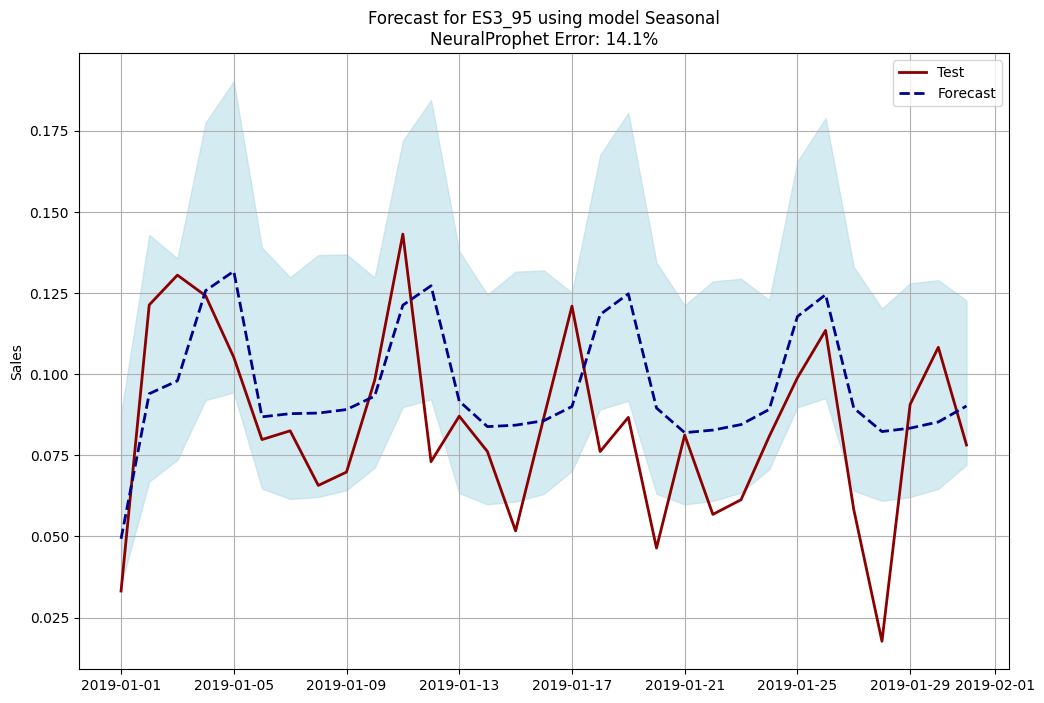 Forecast for ES3_95 using model Seasonal
NeuralProphet Error: 14.1%
Test
Forecast
Sales
0.175
0.150
0.125
0.100
0.075
0.050
0.025
2019-01-01 2019-01-05 2019-01-09 2019-01-13 2019-01-17 2019-01-21 2019-01-25 2019-01-29 2019-02-01